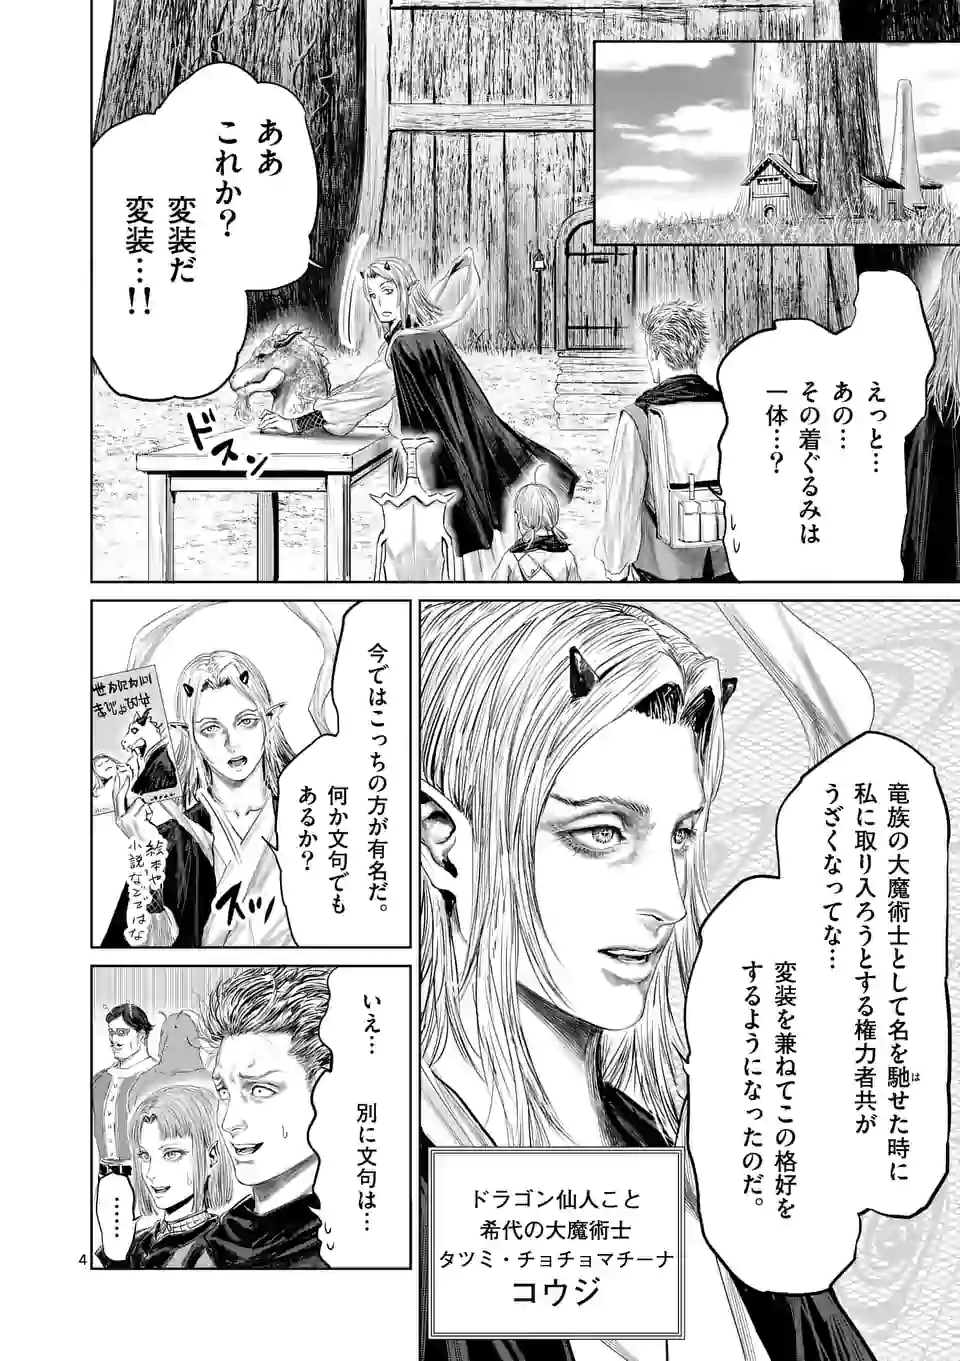 えっと…
あの…
その着ぐるみは
一体…?
ああ
これか?
変装だ
変装…!!
ドスン
竜族の大魔術士として名を馳せた時に
は
私に取り入ろうとする権力者共が
うざくなってな…
変装を兼ねてこの格好を
するようになったのだ。
ドラゴン仙人こと
希代の大魔術士
タツミ・チョチョマチーナ
コウジ
今ではこっちの方が有名だ。
何か文句でも
あるか?
絵本や
小説などではな
スッ
いえ…
別に文句は…
……
4